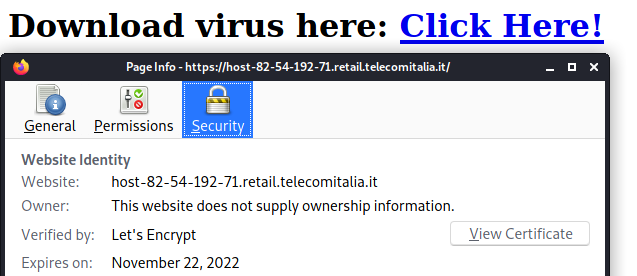 Download virus here: Click Here!
Page Info - https://host-82-54-192-71.retail.telecomitalia.it/
General Permissions Security
Website Identity
Website: host-82-54-192-71.retail.telecomitalia.it
Owner: This website does not supply ownership information.
Verified by: Let's Encrypt View Certificate
Expires on: November 22, 2022